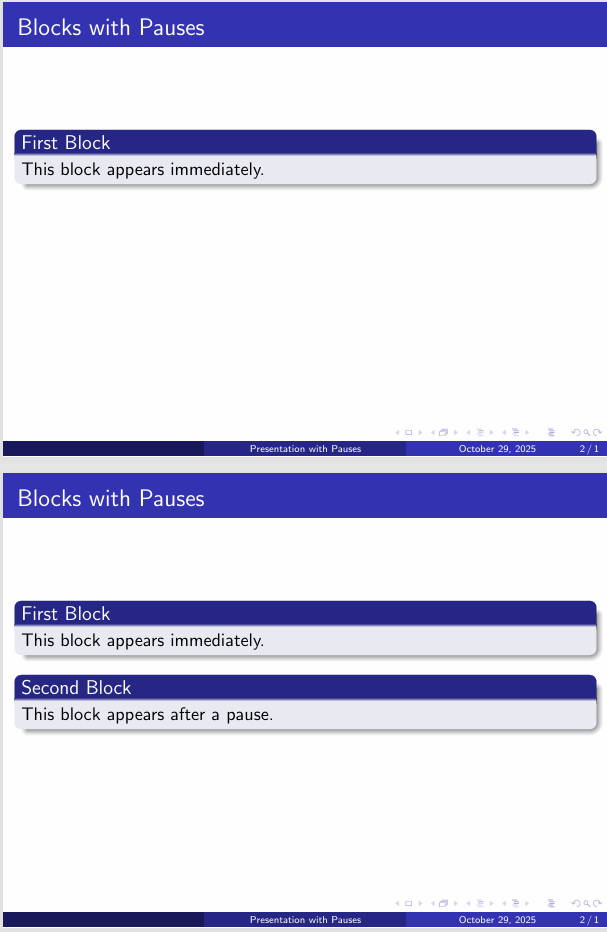 Blocks with Pauses
First Block
This block appears immediately.
Presentation with Pauses October 29, 2025 2 / 1
Blocks with Pauses
First Block
This block appears immediately.
Second Block
This block appears after a pause.
Presentation with Pauses October 29, 2025 2 / 1